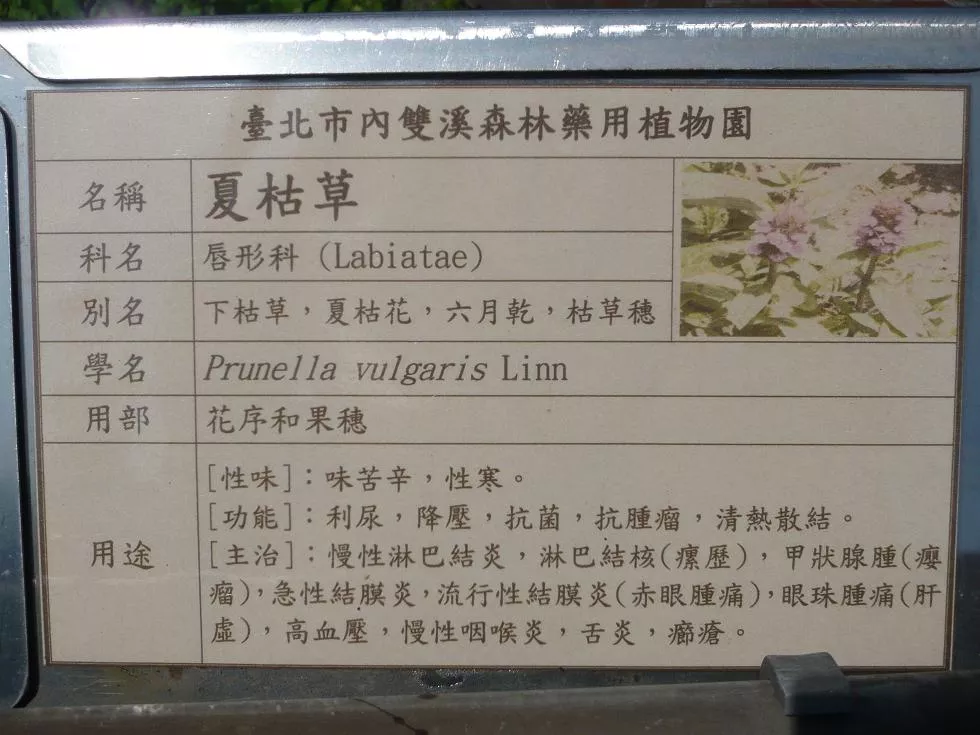 臺北市內雙溪森林藥用植物園
名稱 夏枯草
科名 唇形科 (Labiatae)
別名 下枯草，夏枯花，六月乾，枯草穗
學名 Prunella vulgaris Linn
用部 花序和果穗
用途
[性味]：味苦辛，性寒。
[功能]：利尿，降壓，抗菌，抗腫瘤，清熱散結。
[主治]：慢性淋巴結炎，淋巴結核(瘰歷)，甲狀腺腫(癭
瘤)，急性結膜炎，流行性結膜炎(赤眼腫痛)，眼珠腫痛(肝
虛)，高血壓，慢性咽喉炎，舌炎，癤瘡。